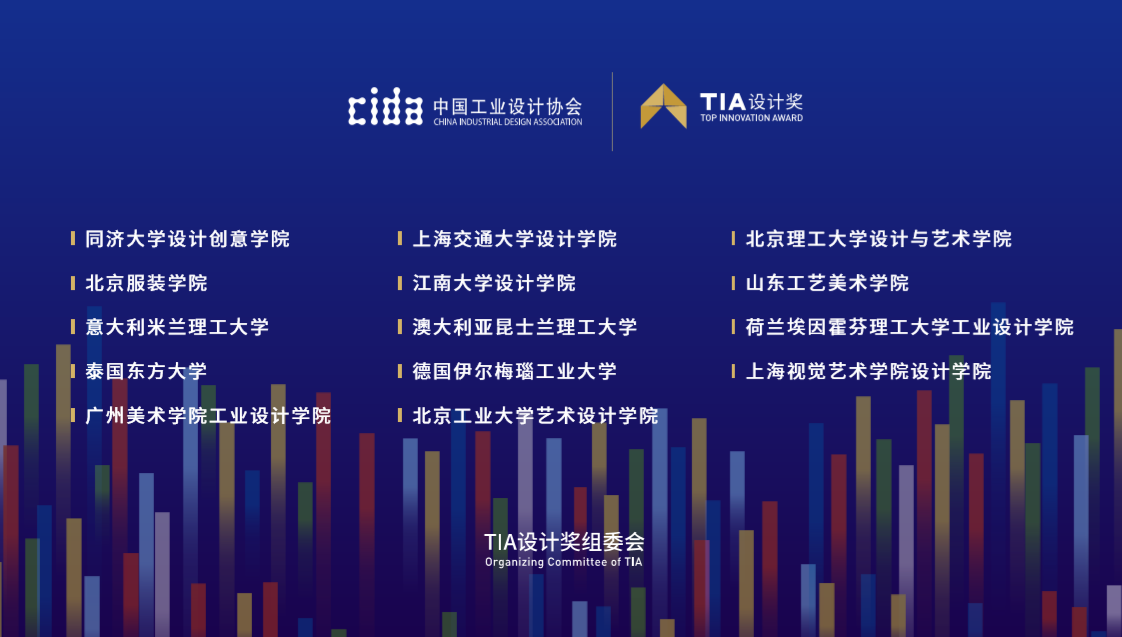 cida
中国工业设计协会
CHINA INDUSTRIAL DESIGN ASSOCIATION
TIA设计奖
TOP INNOVATION AWARD
同济大学设计创意学院
上海交通大学设计学院
北京理工大学设计与艺术学院
北京服装学院
江南大学设计学院
山东工艺美术学院
意大利米兰理工大学
澳大利亚昆士兰理工大学
荷兰埃因霍芬理工大学工业设计学院
泰国东方大学
德国伊尔梅瑙工业大学
上海视觉艺术学院设计学院
广州美术学院工业设计学院
北京工业大学艺术设计学院
TIA设计奖组委会
Organizing Committee of TIA